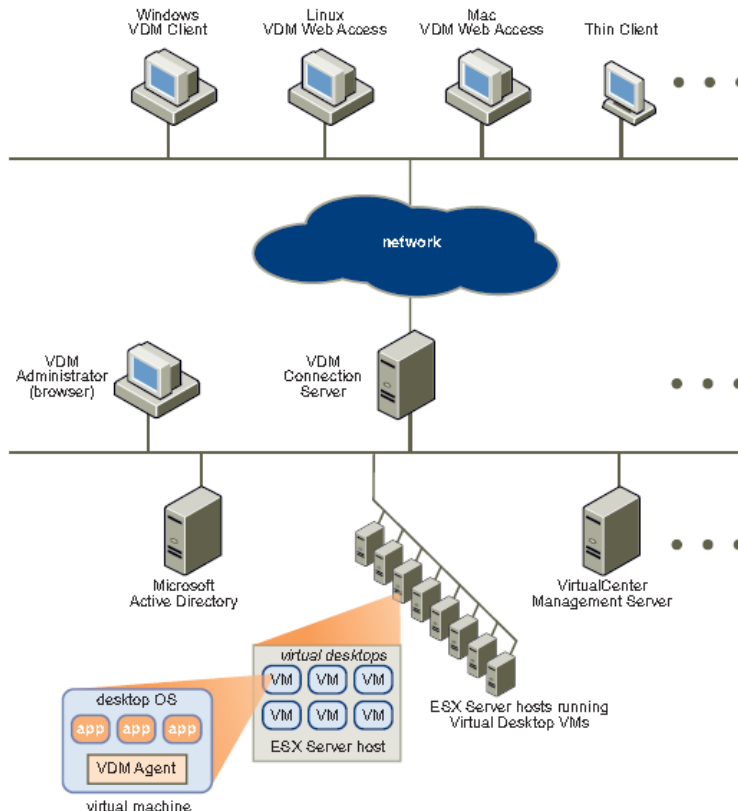 Windows
VDM Client
Linux
VDM Web Access
Mac
VDM Web Access
Thin Client
network
VDM
Administrator
(browser)
VDM
Connection
Server
Microsoft
Active Directory
VirtualCenter
Management Server
virtual desktops
VM VM VM
VM VM VM
ESX Server host
ESX Server hosts running
Virtual Desktop VMs
desktop OS
app app app
VDM Agent
virtual machine